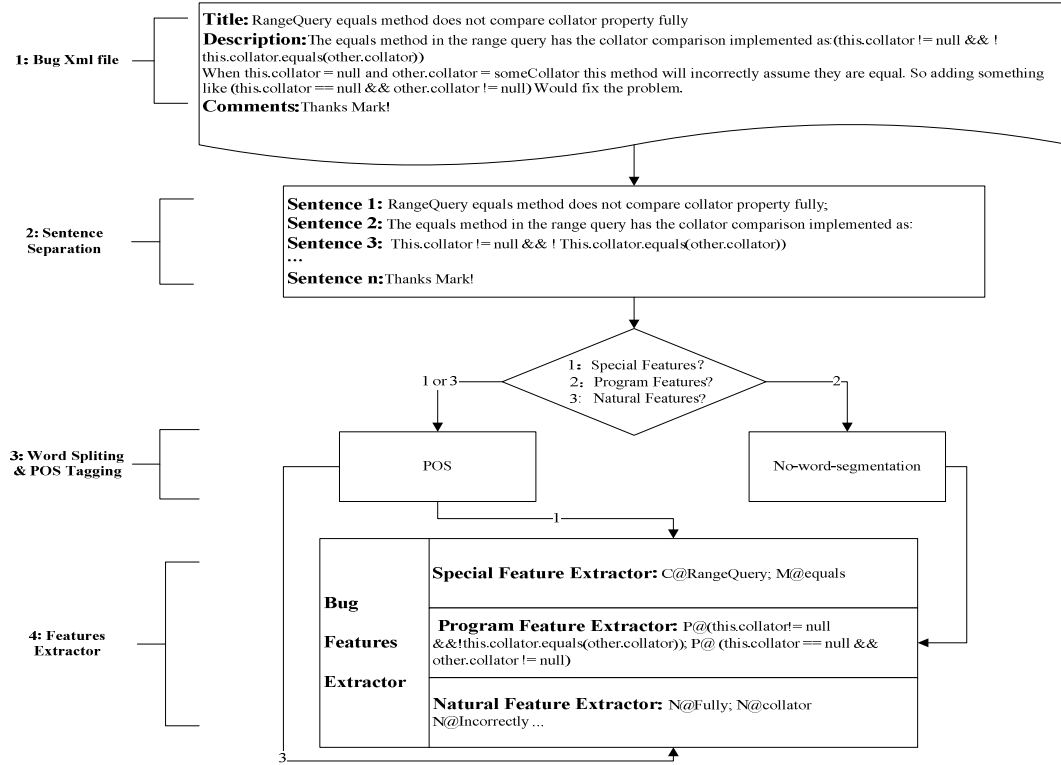 Title: RangeQuery equals method does not compare collator property fully
Description:The equals method in the range query has the collator comparison implemented as:(this.collator != null && !
this.collator.equals(other.collator))
When this.collator = null and other.collator = someCollator this method will incorrectly assume they are equal. So adding something
like (this.collator == null && other.collator != null) Would fix the problem.
Comments:Thanks Mark!
1: Bug Xml file
Sentence 1: RangeQuery equals method does not compare collator property fully;
Sentence 2: The equals method in the range query has the collator comparison implemented as:
Sentence 3: This.collator != null && ! This.collator.equals(other.collator))
...
Sentence n:Thanks Mark!
2: Sentence
Separation
1: Special Features?
2: Program Features?
3: Natural Features?
1 or 3
2
3: Word Spliting
& POS Tagging
POS
No-word-segmentation
1
4: Features
Extractor
Bug
Features
Extractor
Special Feature Extractor: C@RangeQuery; M@equals
Program Feature Extractor: P@(this.collator!= null
&&!this.collator.equals(other.collator)); P@ (this.collator == null &&
other.collator != null)
Natural Feature Extractor: N@Fully; N@collator
N@Incorrectly ...
3